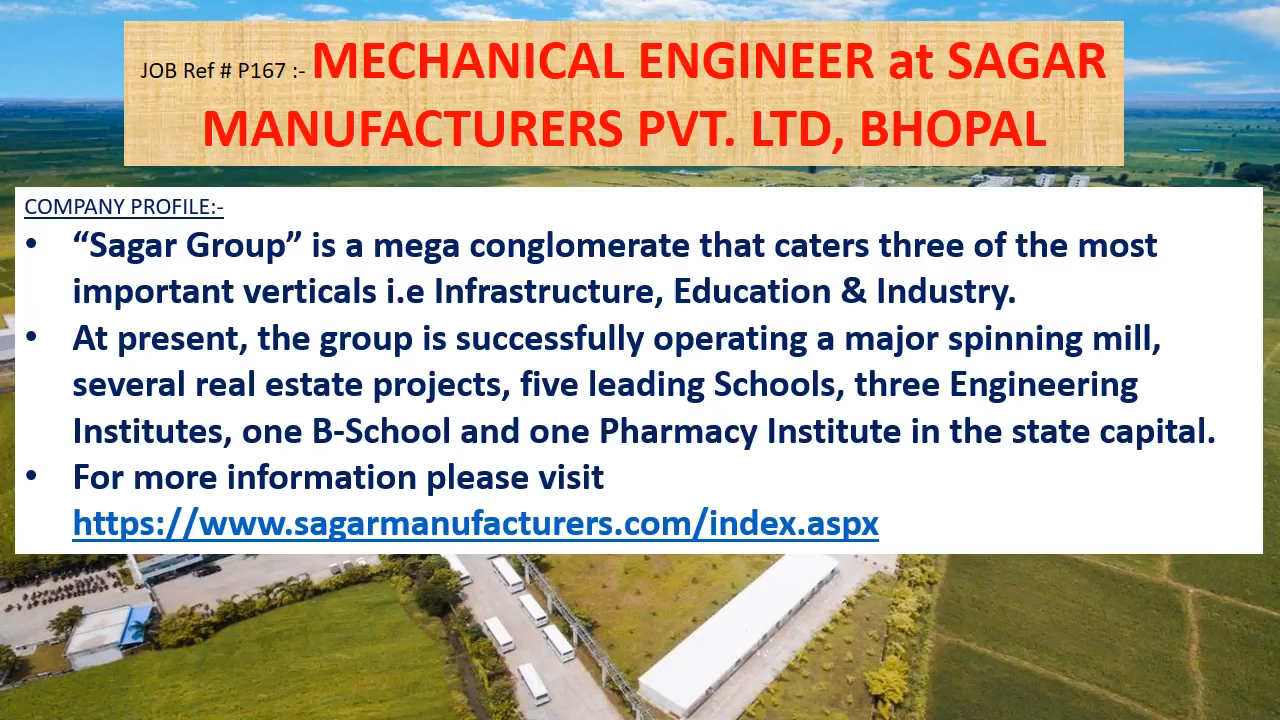 JOB Ref # P167 :- MECHANICAL ENGINEER at SAGAR
MANUFACTURERS PVT. LTD, BHOPAL
COMPANY PROFILE:-
• “Sagar Group” is a mega conglomerate that caters three of the most
important verticals i.e Infrastructure, Education & Industry.
• At present, the group is successfully operating a major spinning mill,
several real estate projects, five leading Schools, three Engineering
Institutes, one B-School and one Pharmacy Institute in the state capital.
• For more information please visit
https://www.sagarmanufacturers.com/index.aspx